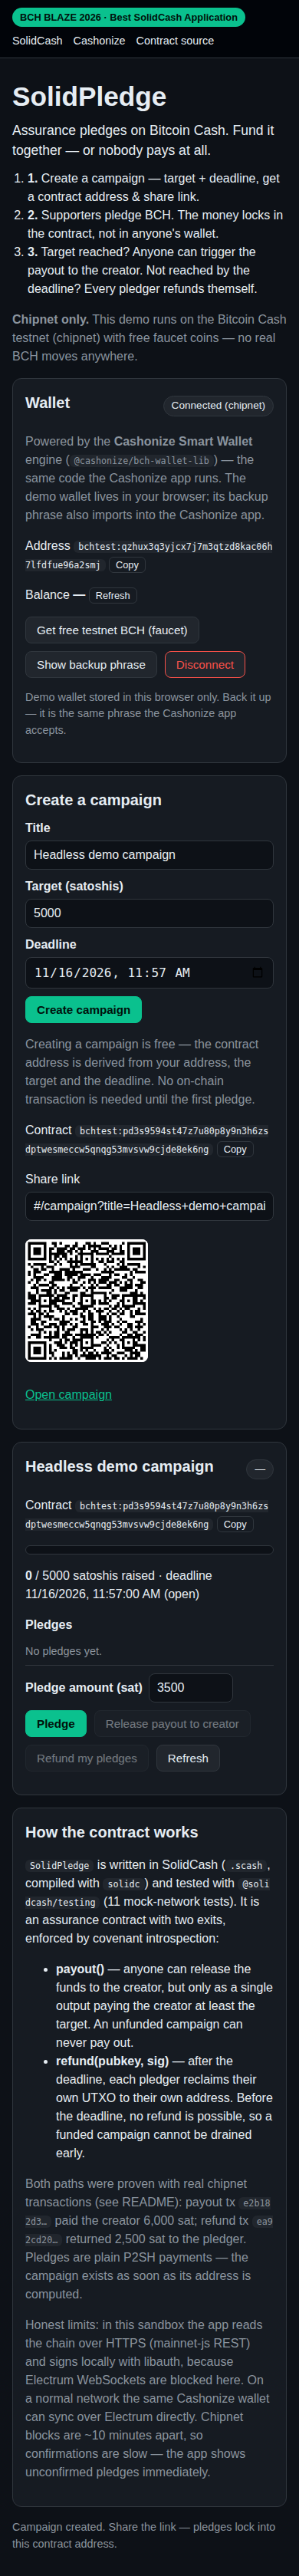 BCH BLAZE 2026 · Best SolidCash Application
SolidCash Cashonize Contract source
SolidPledge
Assurance pledges on Bitcoin Cash. Fund it
together — or nobody pays at all.
1. 1. Create a campaign — target + deadline, get
a contract address & share link.
2. 2. Supporters pledge BCH. The money locks in
the contract, not in anyone's wallet.
3. 3. Target reached? Anyone can trigger the
payout to the creator. Not reached by the
deadline? Every pledger refunds themself.
Chipnet only. This demo runs on the Bitcoin Cash
testnet (chipnet) with free faucet coins — no real
BCH moves anywhere.
Wallet
Connected (chipnet)
Powered by the Cashonize Smart Wallet
engine ( @cashonize/bch-wallet-lib ) — the
same code the Cashonize app runs. The
demo wallet lives in your browser; its backup
phrase also imports into the Cashonize app.
Address bchtest:qzhux3q3yjcx7j7m3qtzd8kac06h
7lfdfue96a2smj Copy
Balance — Refresh
Get free testnet BCH (faucet)
Show backup phrase Disconnect
Demo wallet stored in this browser only. Back it up
— it is the same phrase the Cashonize app
accepts.
Create a campaign
Title
Headless demo campaign
Target (satoshis)
5000
Deadline
11/16/2026, 11:57 AM
Create campaign
Creating a campaign is free — the contract
address is derived from your address, the
target and the deadline. No on-chain
transaction is needed until the first pledge.
Contract bchtest:pd3s9594st47z7u80p8y9n3h6zs
dptwesmeccw5qnqg53mvsvw9cjde8ek6ng Copy
Share link
#/campaign?title=Headless+demo+campai
Open campaign
Headless demo campaign
—
Contract bchtest:pd3s9594st47z7u80p8y9n3h6zs
dptwesmeccw5qnqg53mvsvw9cjde8ek6ng Copy
0 / 5000 satoshis raised · deadline
11/16/2026, 11:57:00 AM (open)
Pledges
No pledges yet.
Pledge amount (sat) 3500
Pledge Release payout to creator
Refund my pledges Refresh
How the contract works
SolidPledge is written in SolidCash ( .scash ,
compiled with solidc ) and tested with @soli
dcash/testing (11 mock-network tests). It is
an assurance contract with two exits,
enforced by covenant introspection:
• payout() — anyone can release the
funds to the creator, but only as a single
output paying the creator at least the
target. An unfunded campaign can
never pay out.
• refund(pubkey, sig) — after the
deadline, each pledger reclaims their
own UTXO to their own address. Before
the deadline, no refund is possible, so a
funded campaign cannot be drained
early.
Both paths were proven with real chipnet
transactions (see README): payout tx e2b18
2d3… paid the creator 6,000 sat; refund tx ea9
2cd20… returned 2,500 sat to the pledger.
Pledges are plain P2SH payments — the
campaign exists as soon as its address is
computed.
Honest limits: in this sandbox the app reads
the chain over HTTPS (mainnet-js REST)
and signs locally with libauth, because
Electrum WebSockets are blocked here. On
a normal network the same Cashonize wallet
can sync over Electrum directly. Chipnet
blocks are ~10 minutes apart, so
confirmations are slow — the app shows
unconfirmed pledges immediately.
Campaign created. Share the link — pledges lock into
this contract address.